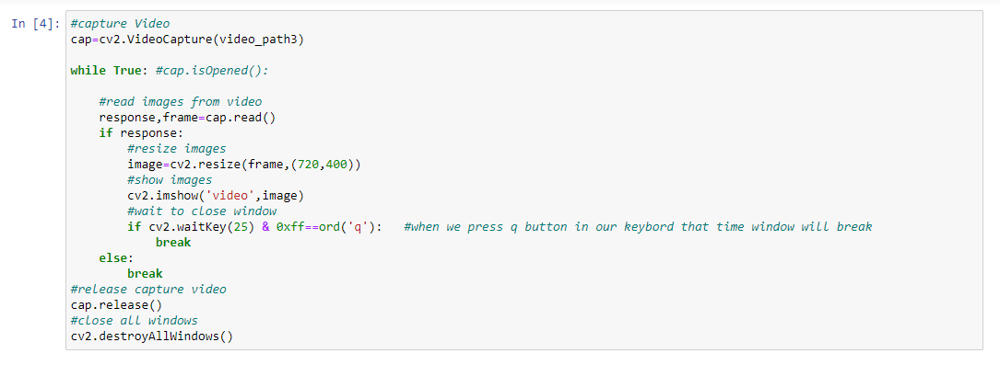 In [4]: #capture Video
cap=cv2.VideoCapture(video_path3)
while True: #cap.isOpened():
#read images from video
response,frame=cap.read()
if response:
#resize images
image=cv2.resize(frame,(720,400))
#show images
cv2.imshow('video',image)
#wait to close window
if cv2.waitKey(25) & 0xff==ord('q'): #when we press q button in our keybord that time window will break
break
else:
break
#release capture video
cap.release()
#close all windows
cv2.destroyAllWindows()